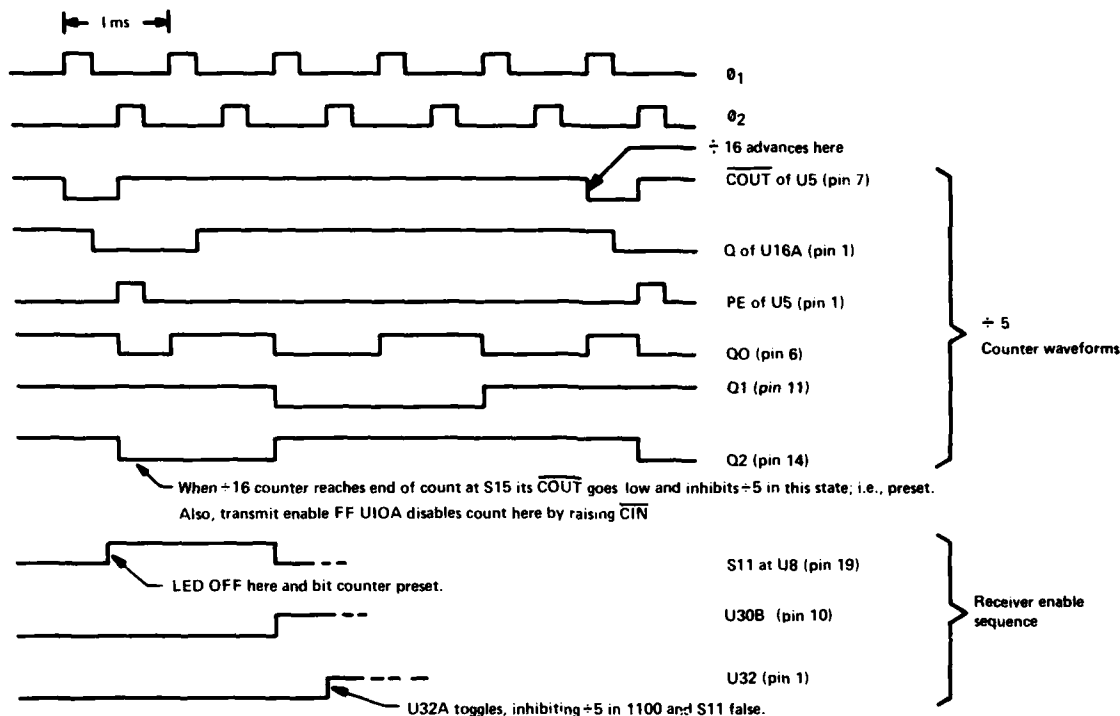 1 ms
ø1
ø2
÷ 16 advances here
COUT of U5 (pin 7)
Q of U16A (pin 1)
PE of U5 (pin 1)
÷ 5
Counter waveforms
QO (pin 6)
Q1 (pin 11)
Q2 (pin 14)
When ÷16 counter reaches end of count at S15 its COUT goes low and inhibits ÷5 in this state; i.e., preset.
Also, transmit enable FF UIOA disables count here by raising CIN
S11 at U8 (pin 19)
LED OFF here and bit counter preset.
Receiver enable
sequence
U30B (pin 10)
U32 (pin 1)
U32A toggles, inhibiting ÷5 in 1100 and S11 false.